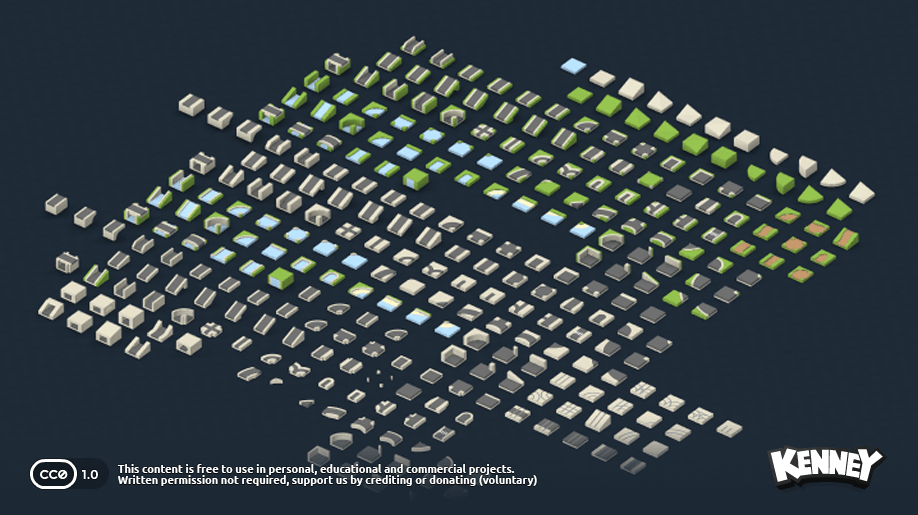 CC0 1.0
This content is free to use in personal, educational and commercial projects.
Written permission not required, support us by crediting or donating (voluntary)
KENNEY